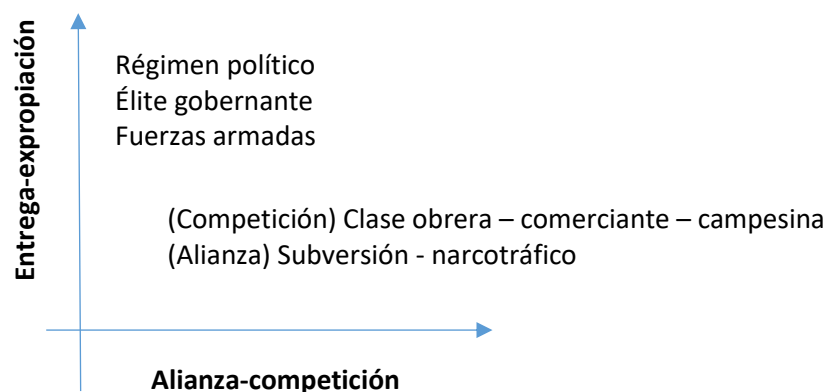 Entrega-expropiación
Régimen político
Élite gobernante
Fuerzas armadas
(Competición) Clase obrera – comerciante – campesina
(Alianza) Subversión - narcotráfico
Alianza-competición